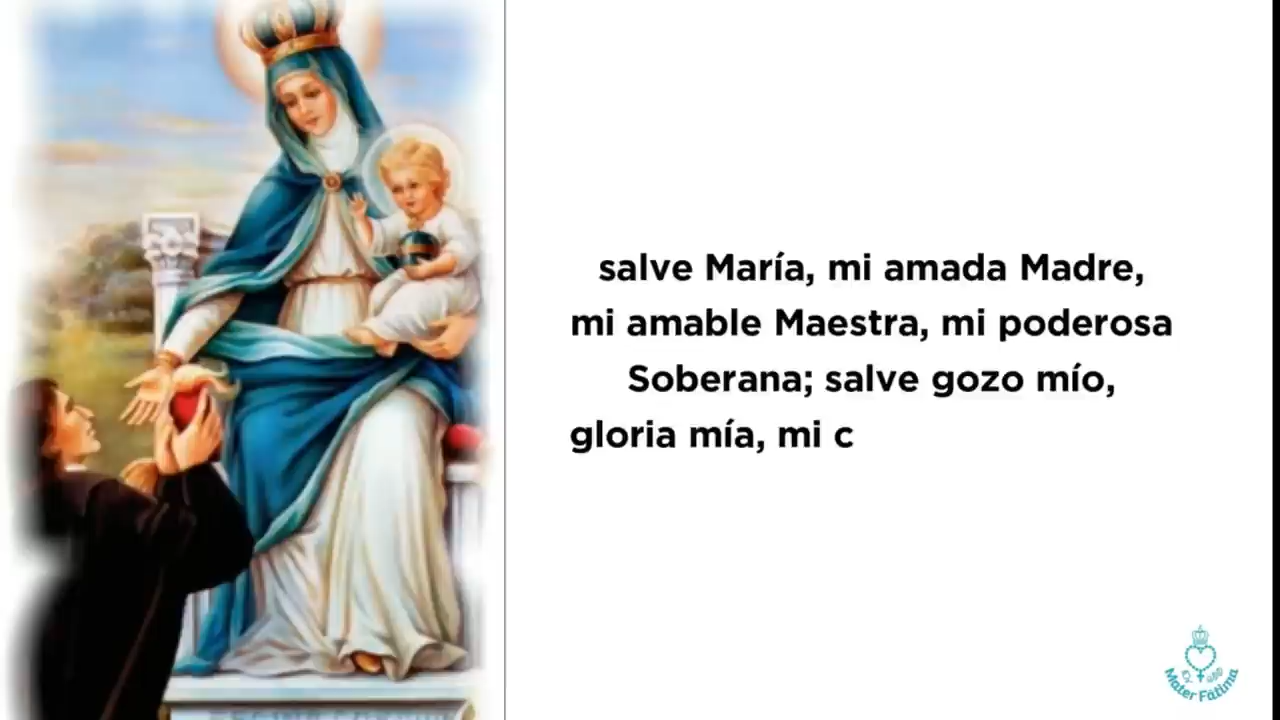 salve María, mi amada Madre,
mi amable Maestra, mi poderosa
Soberana; salve gozo mío,
gloria mía, mi c
Mater Fátima